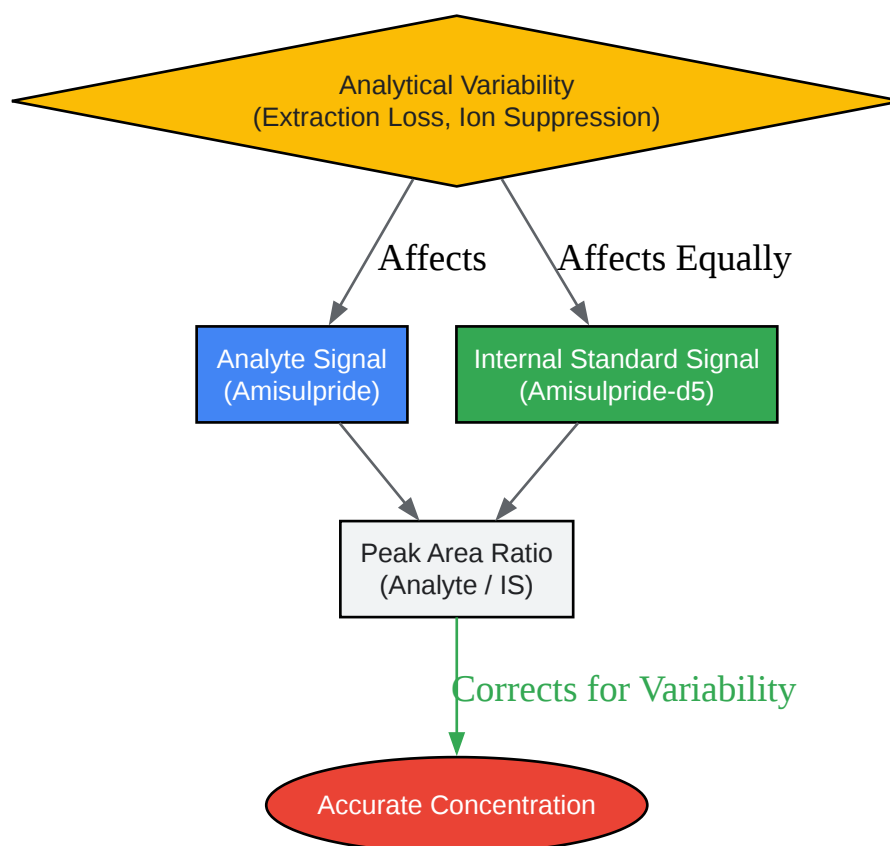 Analytical Variability
(Extraction Loss, Ion Suppression)
Affects
Affects Equally
Analyte Signal
(Amisulpride)
Internal Standard Signal
(Amisulpride-d5)
Peak Area Ratio
(Analyte / IS)
Corrects for Variability
Accurate Concentration